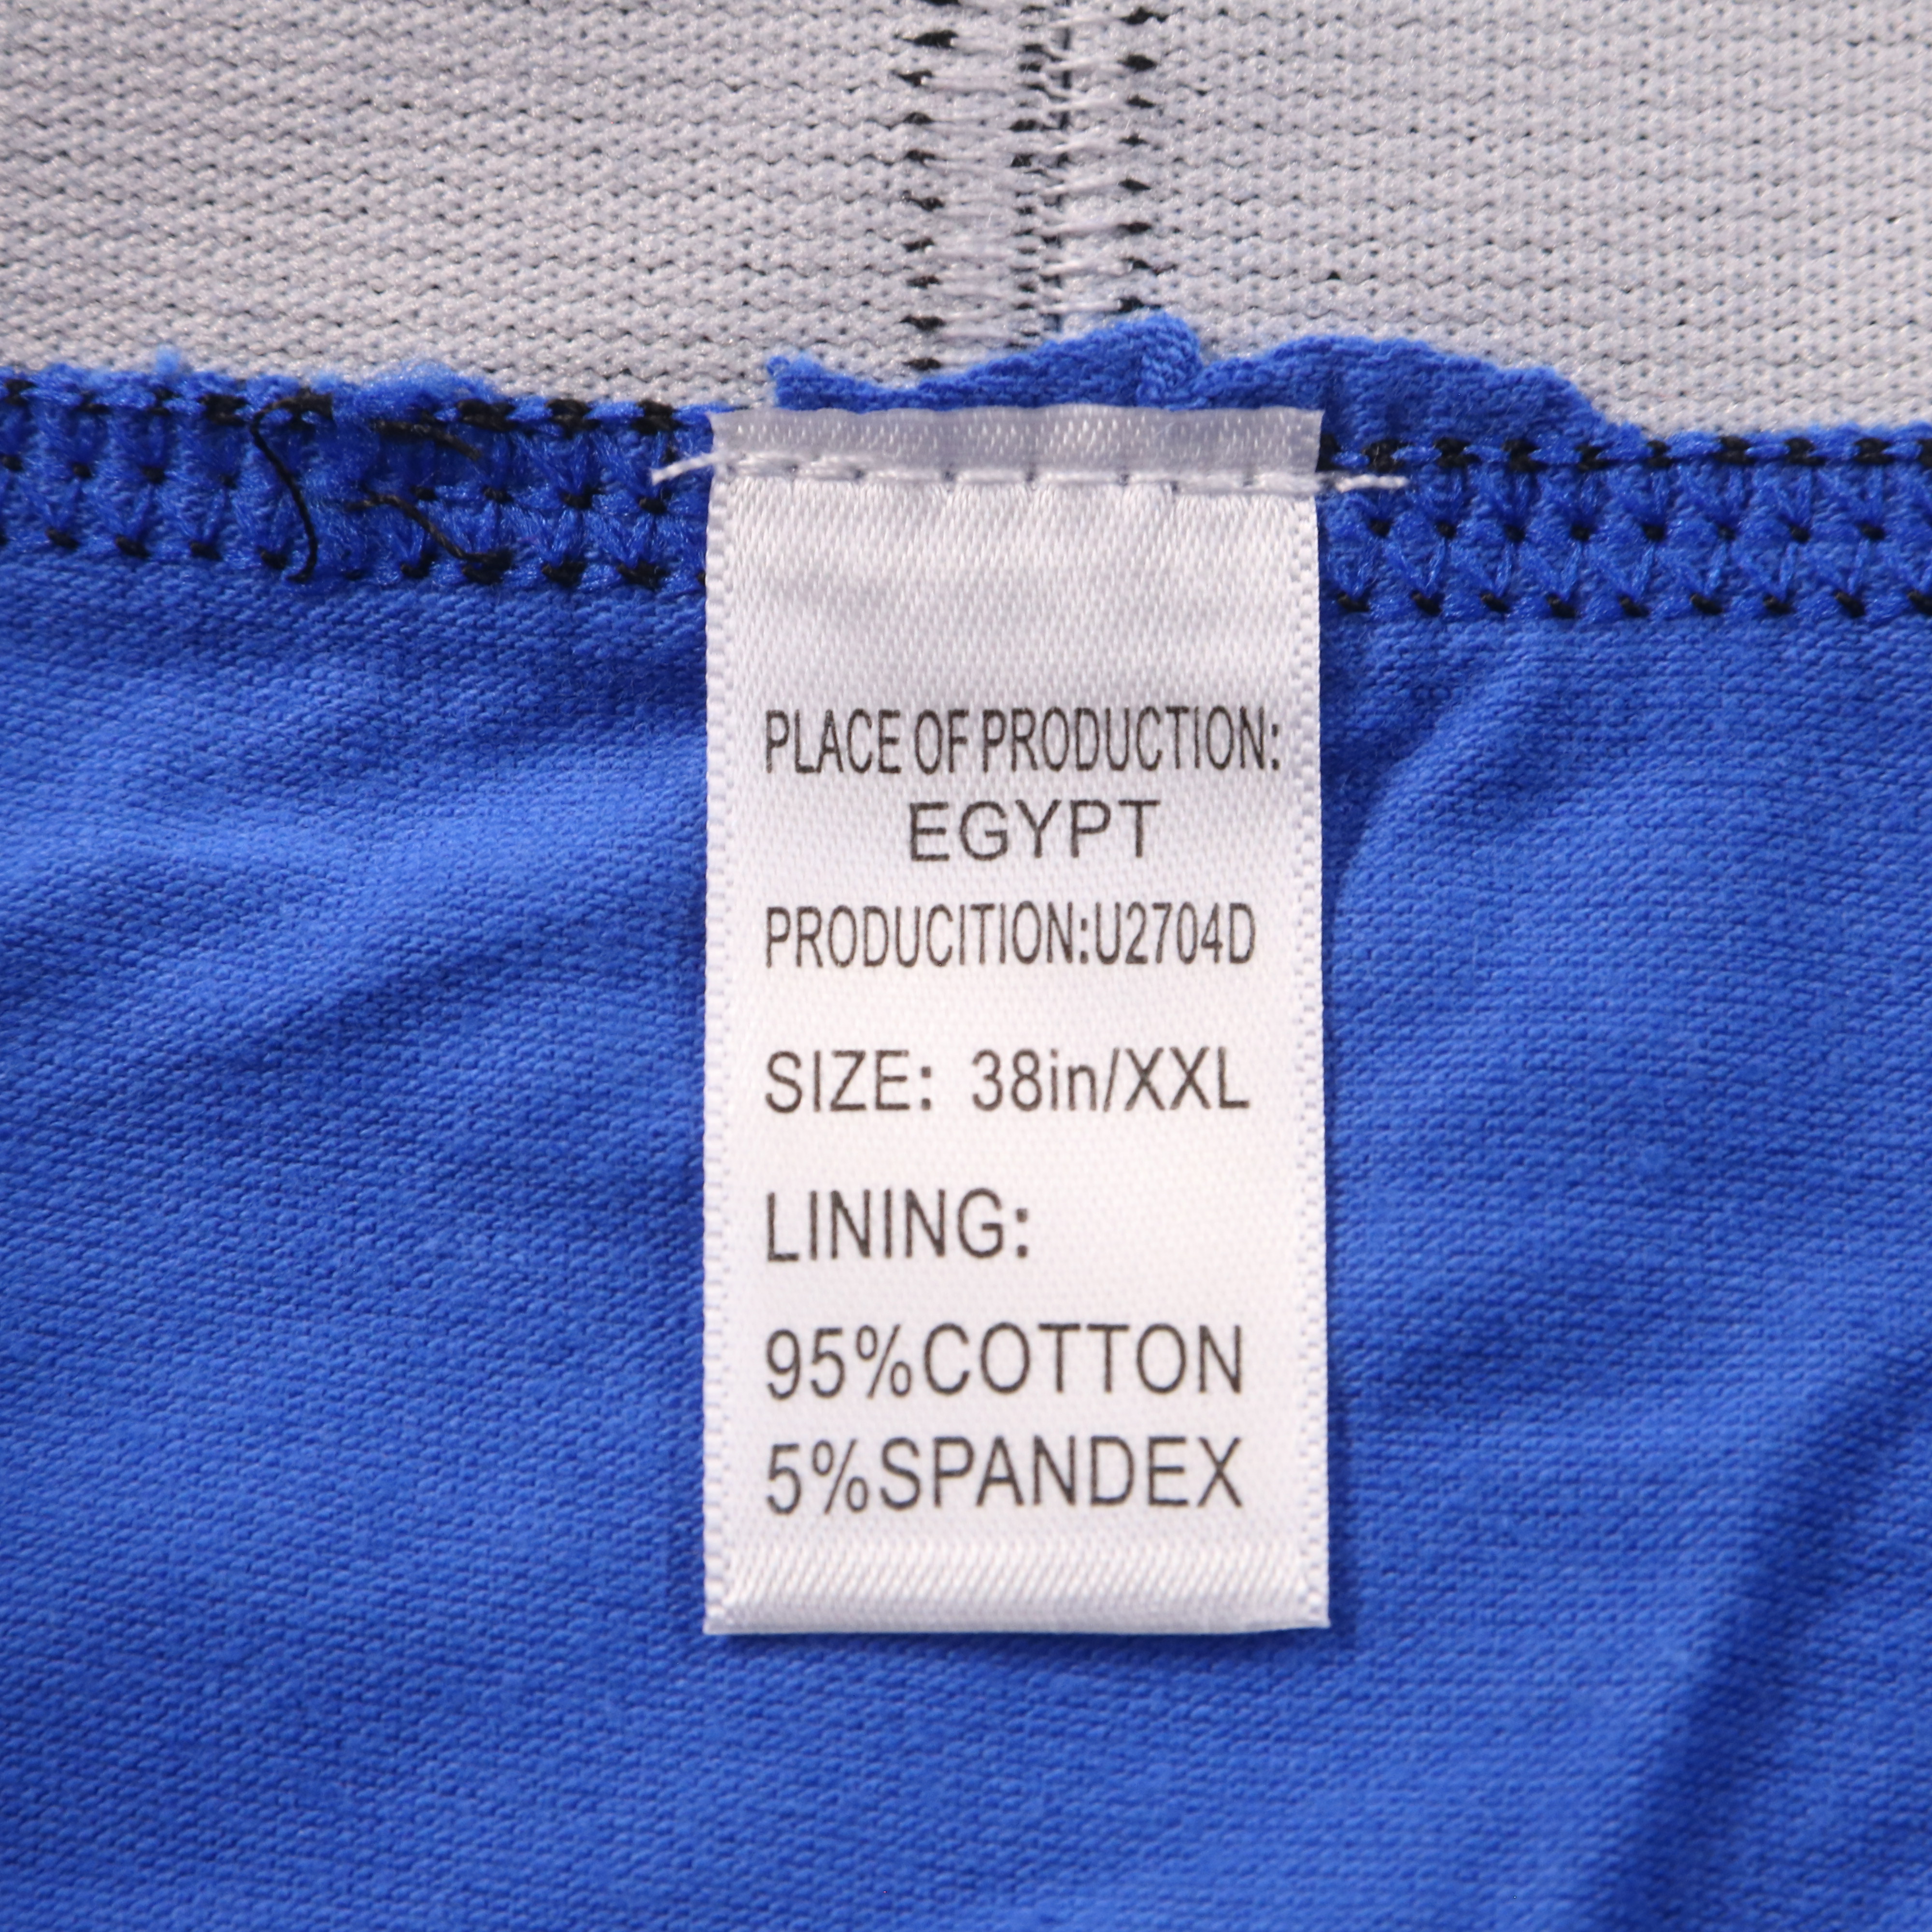 PLACE OF PRODUCTION:
EGYPT
PRODUCITION:U2704D
SIZE: 38in/XXL
LINING:
95%COTTON
5%SPANDEX